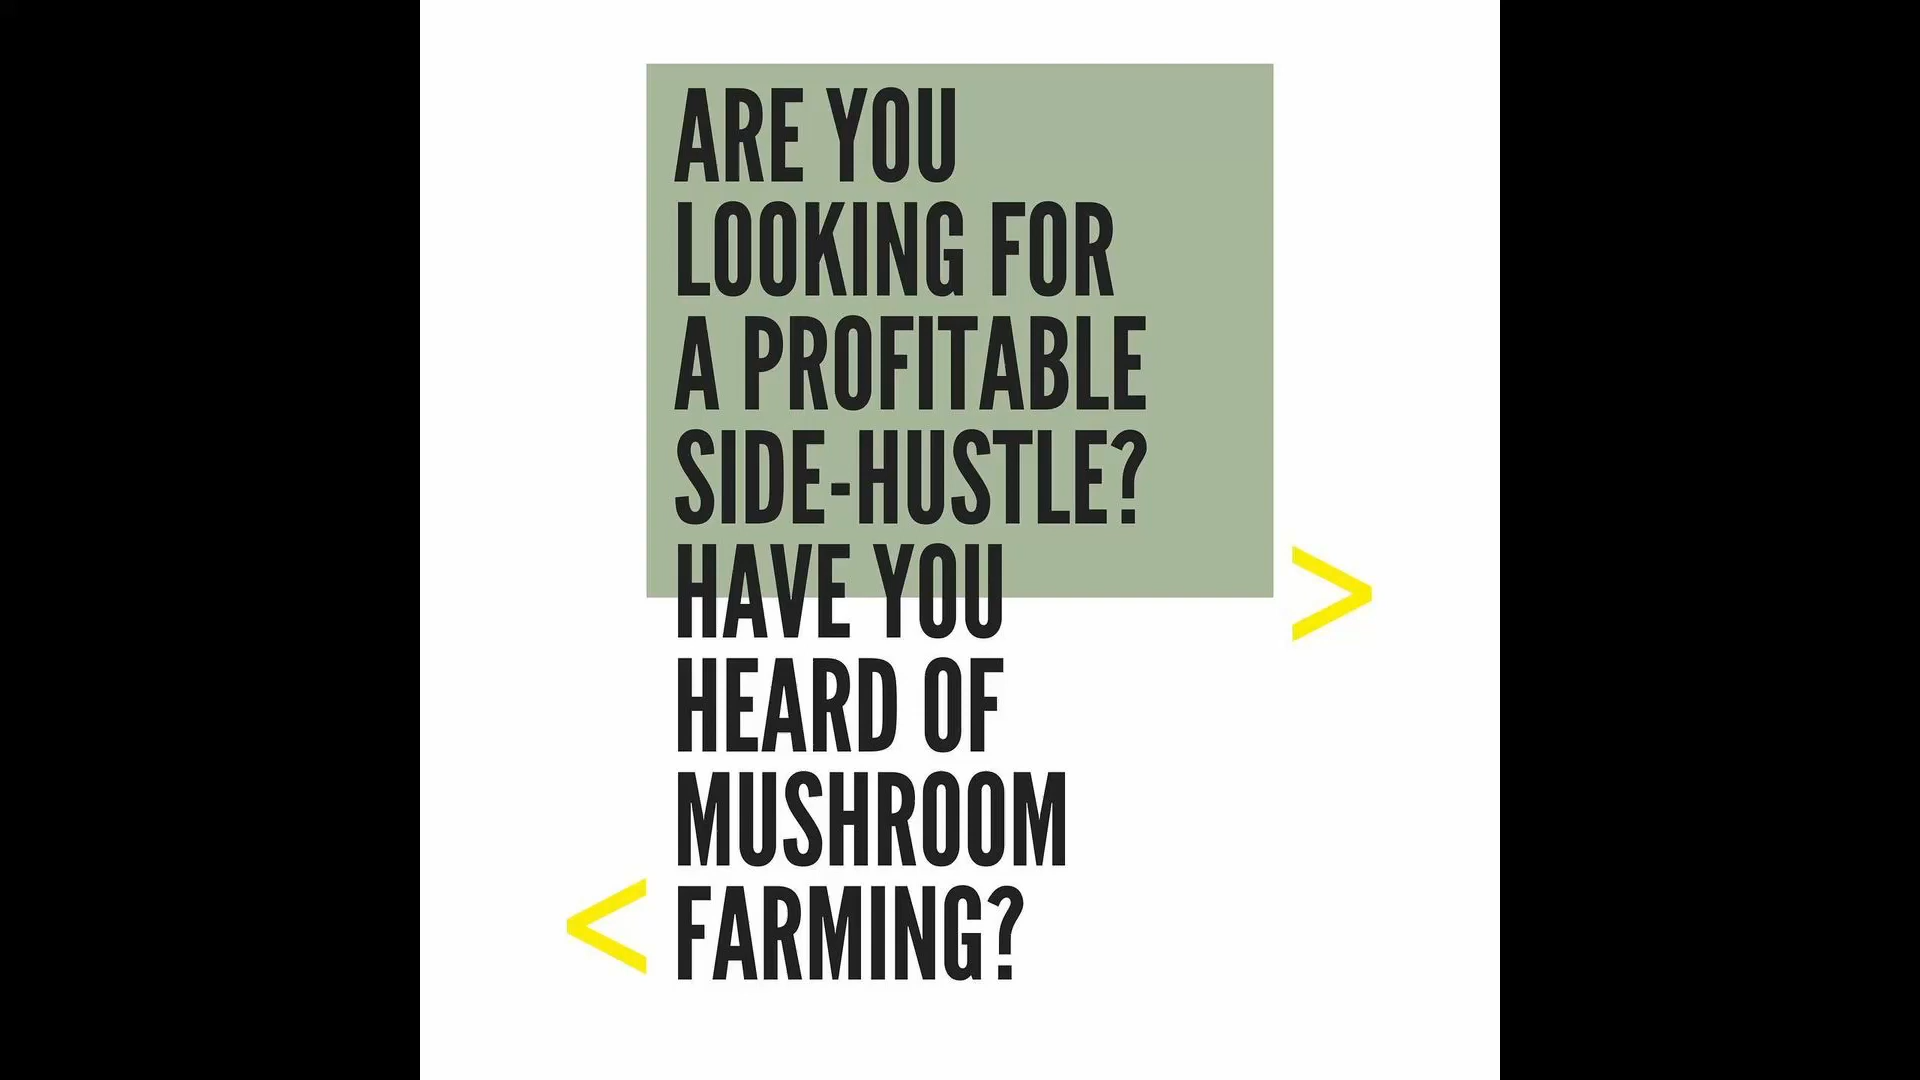 ARE YOU
LOOKING FOR
A PROFITABLE
SIDE-HUSTLE?
HAVE YOU
HEARD OF
MUSHROOM
FARMING?